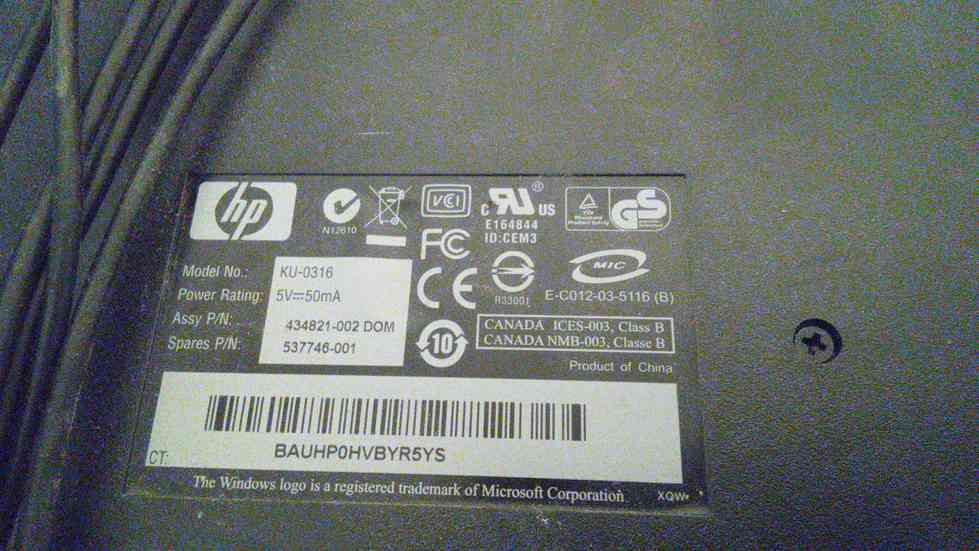 hp
N12610
VCI
C RU US ®
E164844
ID:CEM3
GS
FC
CE
R33001
MIC
E-C012-03-5116 (B)
Model No.: KU-0316
Power Rating: 5V⎓50mA
Assy P/N: 434821-002 DOM
Spares P/N: 537746-001
10
CANADA ICES-003, Class B
CANADA NMB-003, Classe B
Product of China
CT: BAUHP0HVBYR5YS
The Windows logo is a registered trademark of Microsoft Corporation
XQW